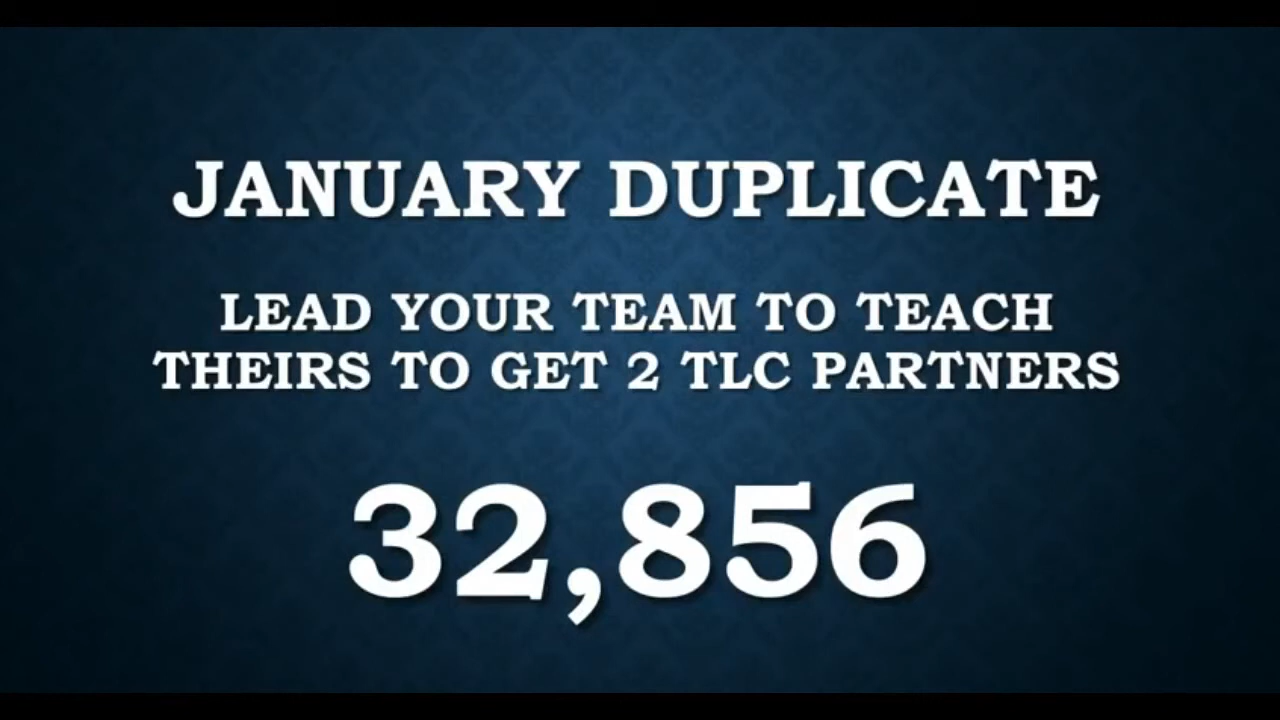 JANUARY DUPLICATE
LEAD YOUR TEAM TO TEACH
THEIRS TO GET 2 TLC PARTNERS
32,856